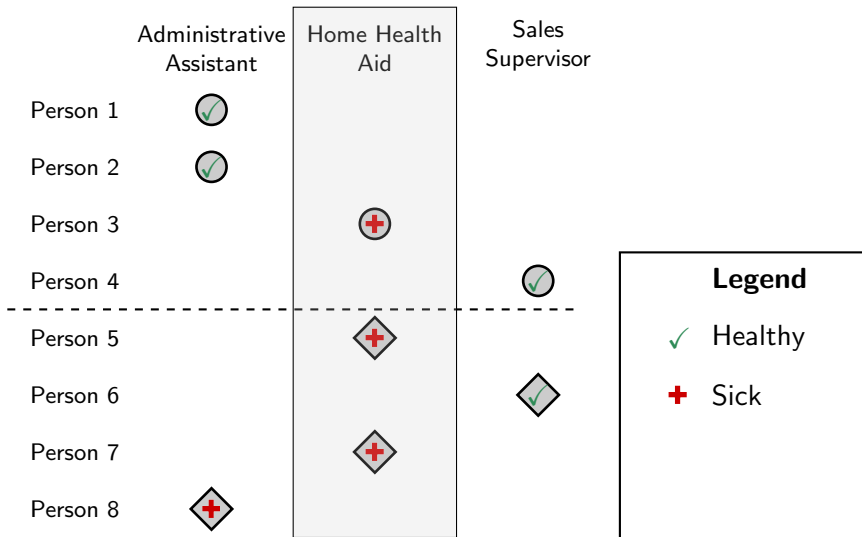 Administrative
Assistant
Home Health
Aid
Sales
Supervisor
Person 1
Person 2
Person 3
Person 4
Person 5
Person 6
Person 7
Person 8
Legend
Healthy
Sick